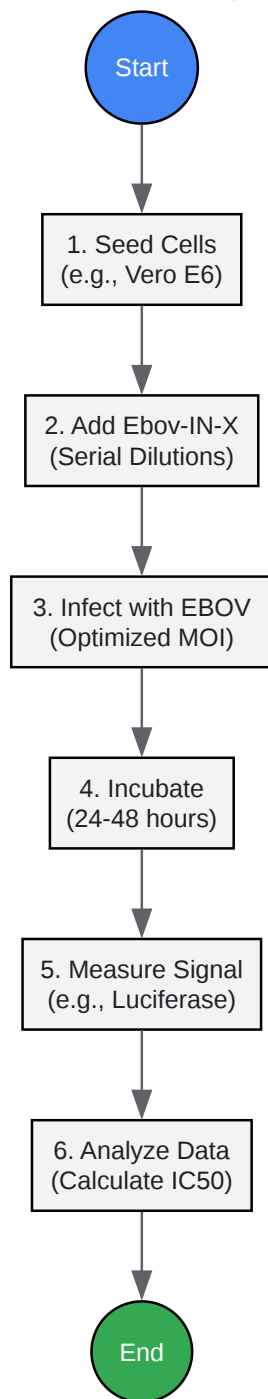 Start
1. Seed Cells
(e.g., Vero E6)
2. Add Ebov-IN-X
(Serial Dilutions)
3. Infect with EBOV
(Optimized MOI)
4. Incubate
(24-48 hours)
5. Measure Signal
(e.g., Luciferase)
6. Analyze Data
(Calculate IC50)
End